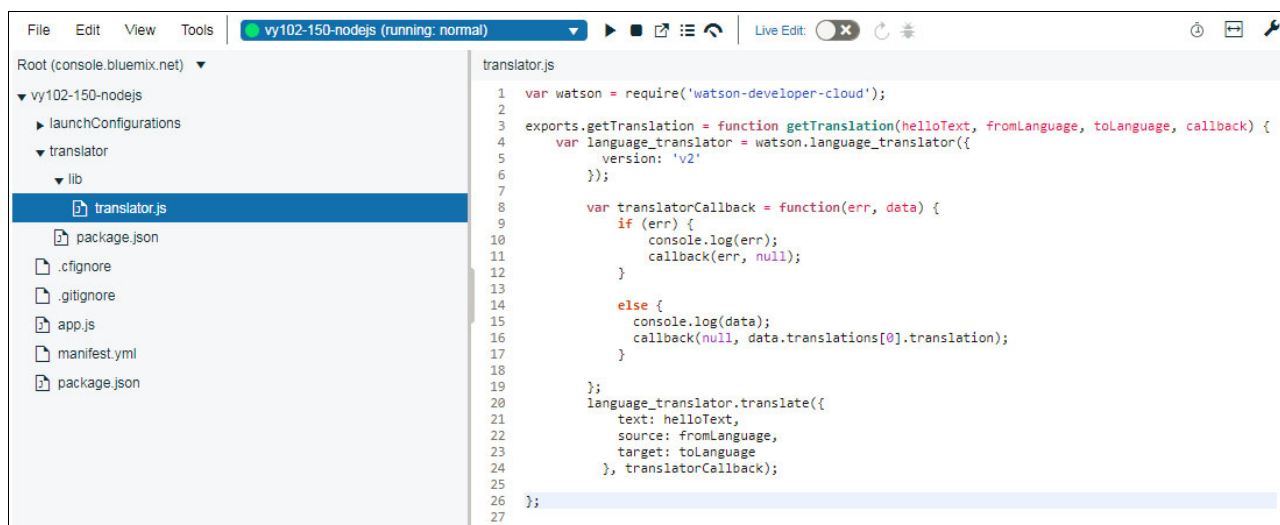 File Edit View Tools vy102-150-nodejs (running: normal) Live Edit:
Root (console.bluemix.net)
vy102-150-nodejs
launchConfigurations
translator
lib
translator.js
package.json
.cfignore
.gitignore
app.js
manifest.yml
package.json
translator.js
1 var watson = require('watson-developer-cloud');
2
3 exports.getTranslation = function getTranslation(helloText, fromLanguage, toLanguage, callback) {
4     var language_translator = watson.language_translator({
5           version: 'v2'
6         });
7
8         var translatorCallback = function(err, data) {
9             if (err) {
10                 console.log(err);
11                 callback(err, null);
12             }
13
14             else {
15               console.log(data);
16               callback(null, data.translations[0].translation);
17             }
18
19         };
20         language_translator.translate({
21             text: helloText,
22             source: fromLanguage,
23             target: toLanguage
24           }, translatorCallback);
25
26 };
27